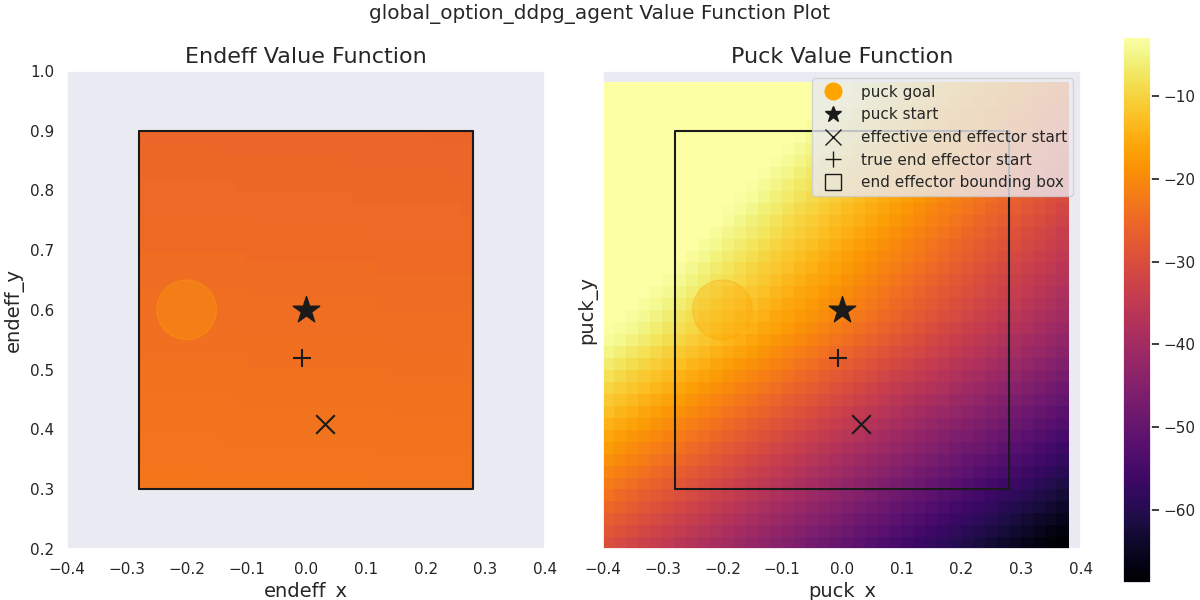 global_option_ddpg_agent Value Function Plot
Endeff Value Function
Puck Value Function
1.0
0.9
0.8
0.7
0.6
0.5
0.4
0.3
0.2
endeff_y
−0.4 −0.3 −0.2 −0.1 0.0 0.1 0.2 0.3 0.4
endeff_x
puck goal
puck start
effective end effector start
true end effector start
end effector bounding box
puck_y
−0.4 −0.3 −0.2 −0.1 0.0 0.1 0.2 0.3 0.4
puck_x
−10
−20
−30
−40
−50
−60